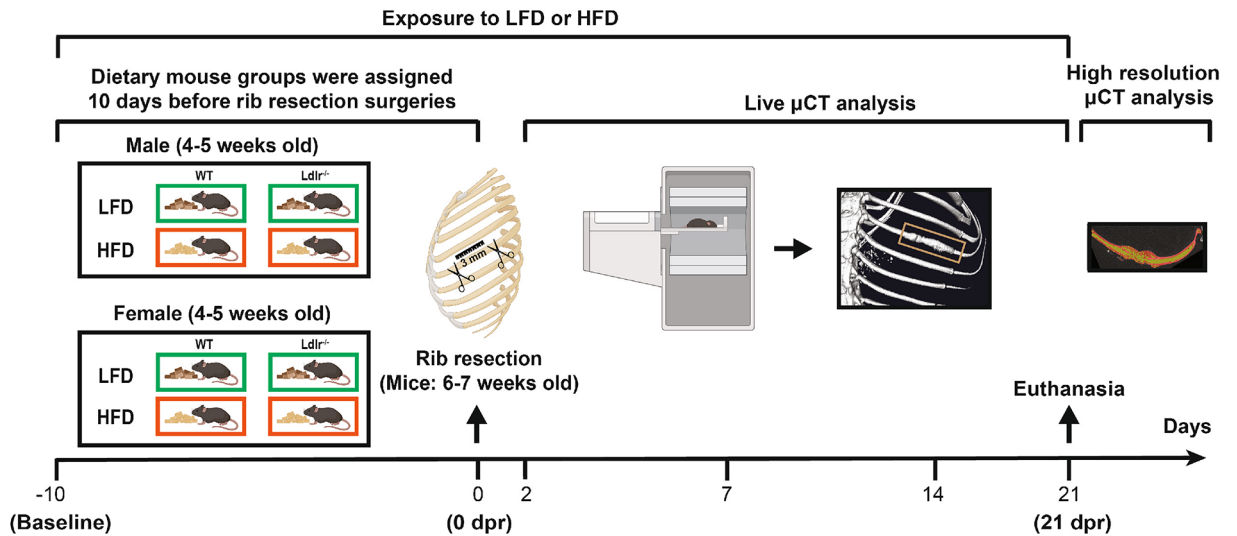 Exposure to LFD or HFD
Dietary mouse groups were assigned
10 days before rib resection surgeries
Live µCT analysis
High resolution
µCT analysis
Male (4-5 weeks old)
WT
Ldlr-/-
LFD
HFD
3 mm
Female (4-5 weeks old)
WT
Ldlr-/-
LFD
HFD
Rib resection
(Mice: 6-7 weeks old)
Euthanasia
Days
-10
0
2
7
14
21
(Baseline)
(0 dpr)
(21 dpr)